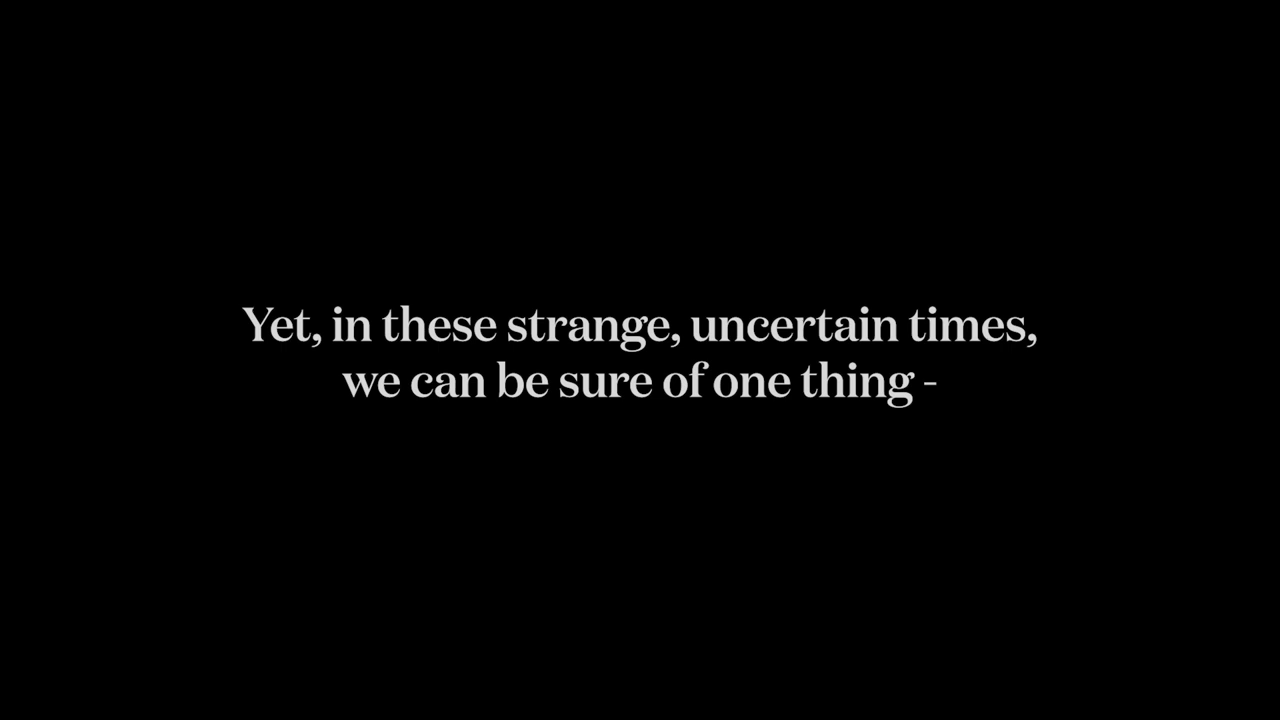 Yet, in these strange, uncertain times,
we can be sure of one thing -